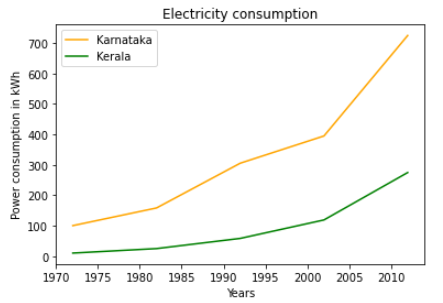 Electricity consumption
Karnataka
Kerala
Power consumption in kWh
700
600
500
400
300
200
100
0
1970 1975 1980 1985 1990 1995 2000 2005 2010
Years